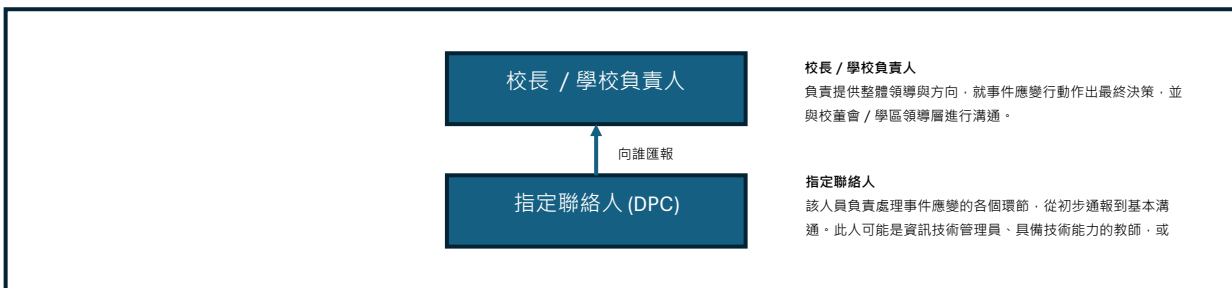 校長 / 學校負責人
向誰匯報
指定聯絡人 (DPC)
校長 / 學校負責人
負責提供整體領導與方向，就事件應變行動作出最終決策，並
與校董會 / 學區領導層進行溝通。
指定聯絡人
該人員負責處理事件應變的各個環節，從初步通報到基本溝
通。此人可能是資訊技術管理員、具備技術能力的教師，或